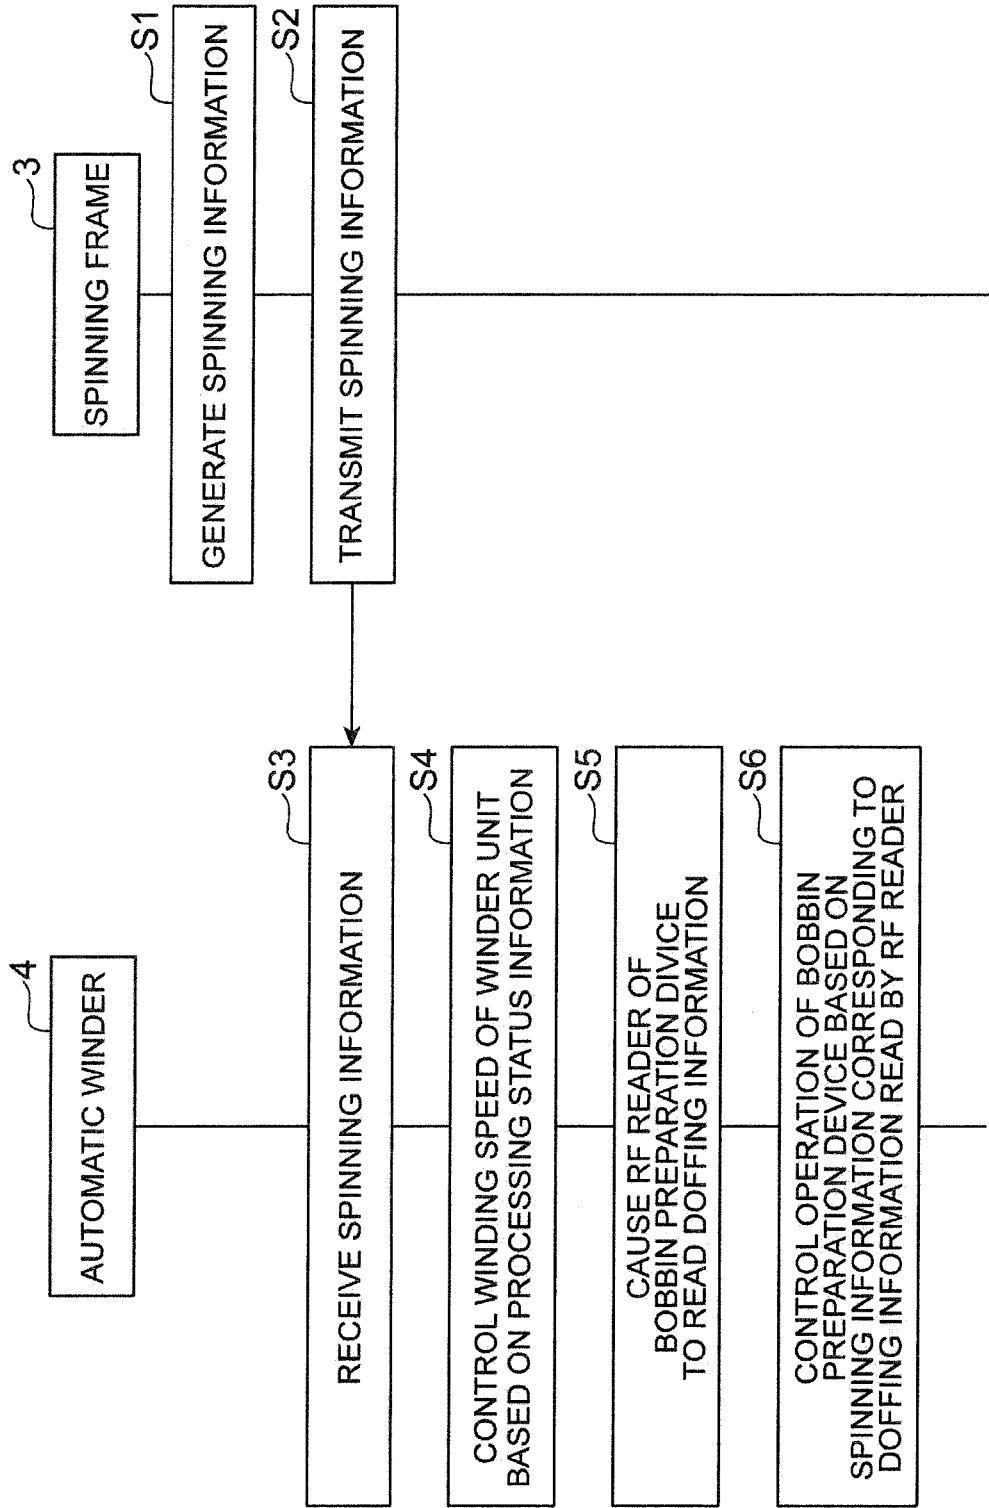 4
AUTOMATIC WINDER
3
SPINNING FRAME
S1
GENERATE SPINNING INFORMATION
S2
TRANSMIT SPINNING INFORMATION
S3
RECEIVE SPINNING INFORMATION
S4
CONTROL WINDING SPEED OF WINDER UNIT
BASED ON PROCESSING STATUS INFORMATION
S5
CAUSE RF READER OF
BOBBIN PREPARATION DIVICE
TO READ DOFFING INFORMATION
S6
CONTROL OPERATION OF BOBBIN
PREPARATION DEVICE BASED ON
SPINNING INFORMATION CORRESPONDING TO
DOFFING INFORMATION READ BY RF READER